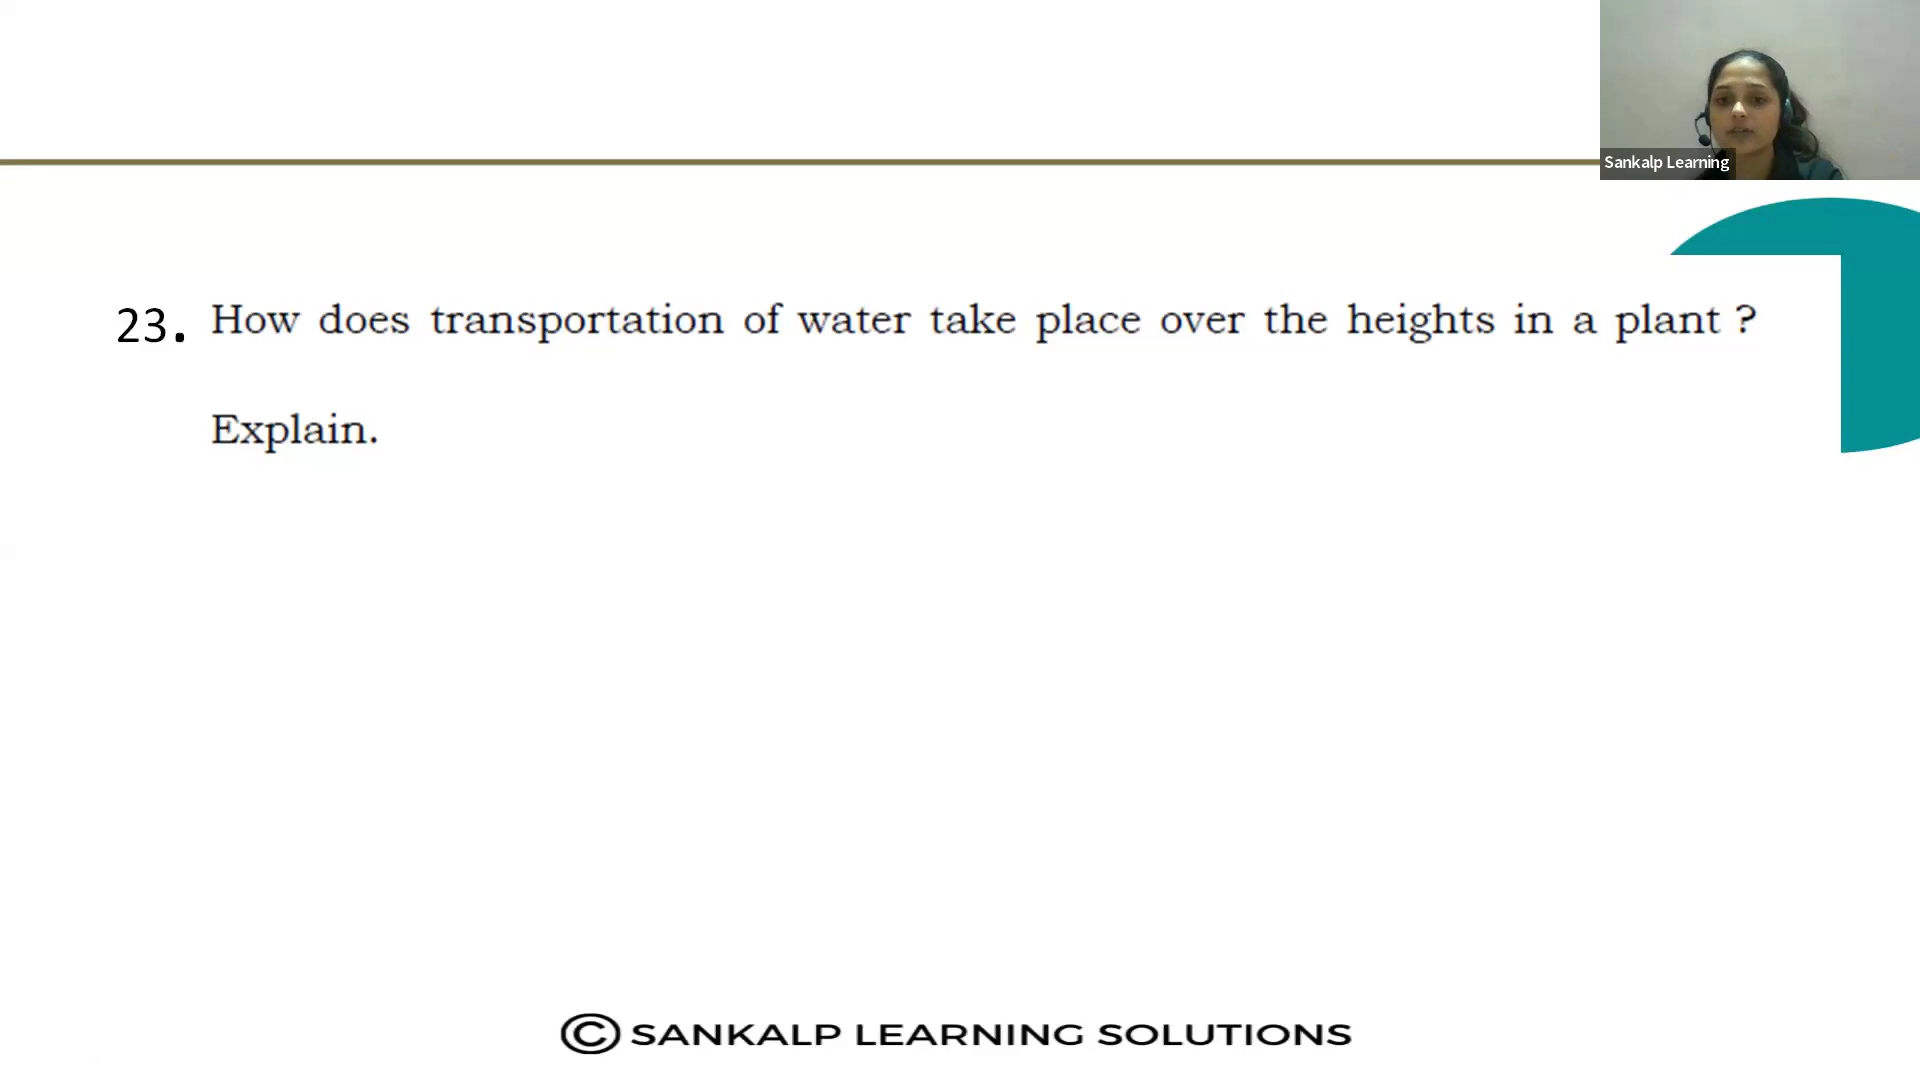 Sankalp Learning
23. How does transportation of water take place over the heights in a plant ?
Explain.
© SANKALP LEARNING SOLUTIONS